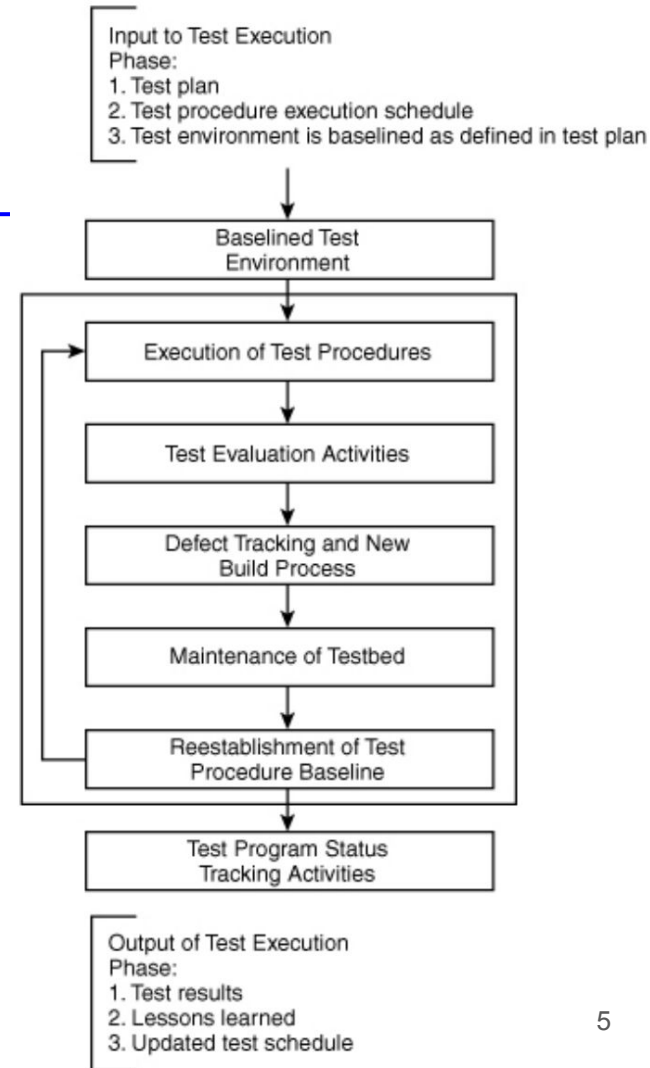 Input to Test Execution
Phase:
1. Test plan
2. Test procedure execution schedule
3. Test environment is baselined as defined in test plan
Baselined Test
Environment
Execution of Test Procedures
Test Evaluation Activities
Defect Tracking and New
Build Process
Maintenance of Testbed
Reestablishment of Test
Procedure Baseline
Test Program Status
Tracking Activities
Output of Test Execution
Phase:
1. Test results
2. Lessons learned
3. Updated test schedule
5